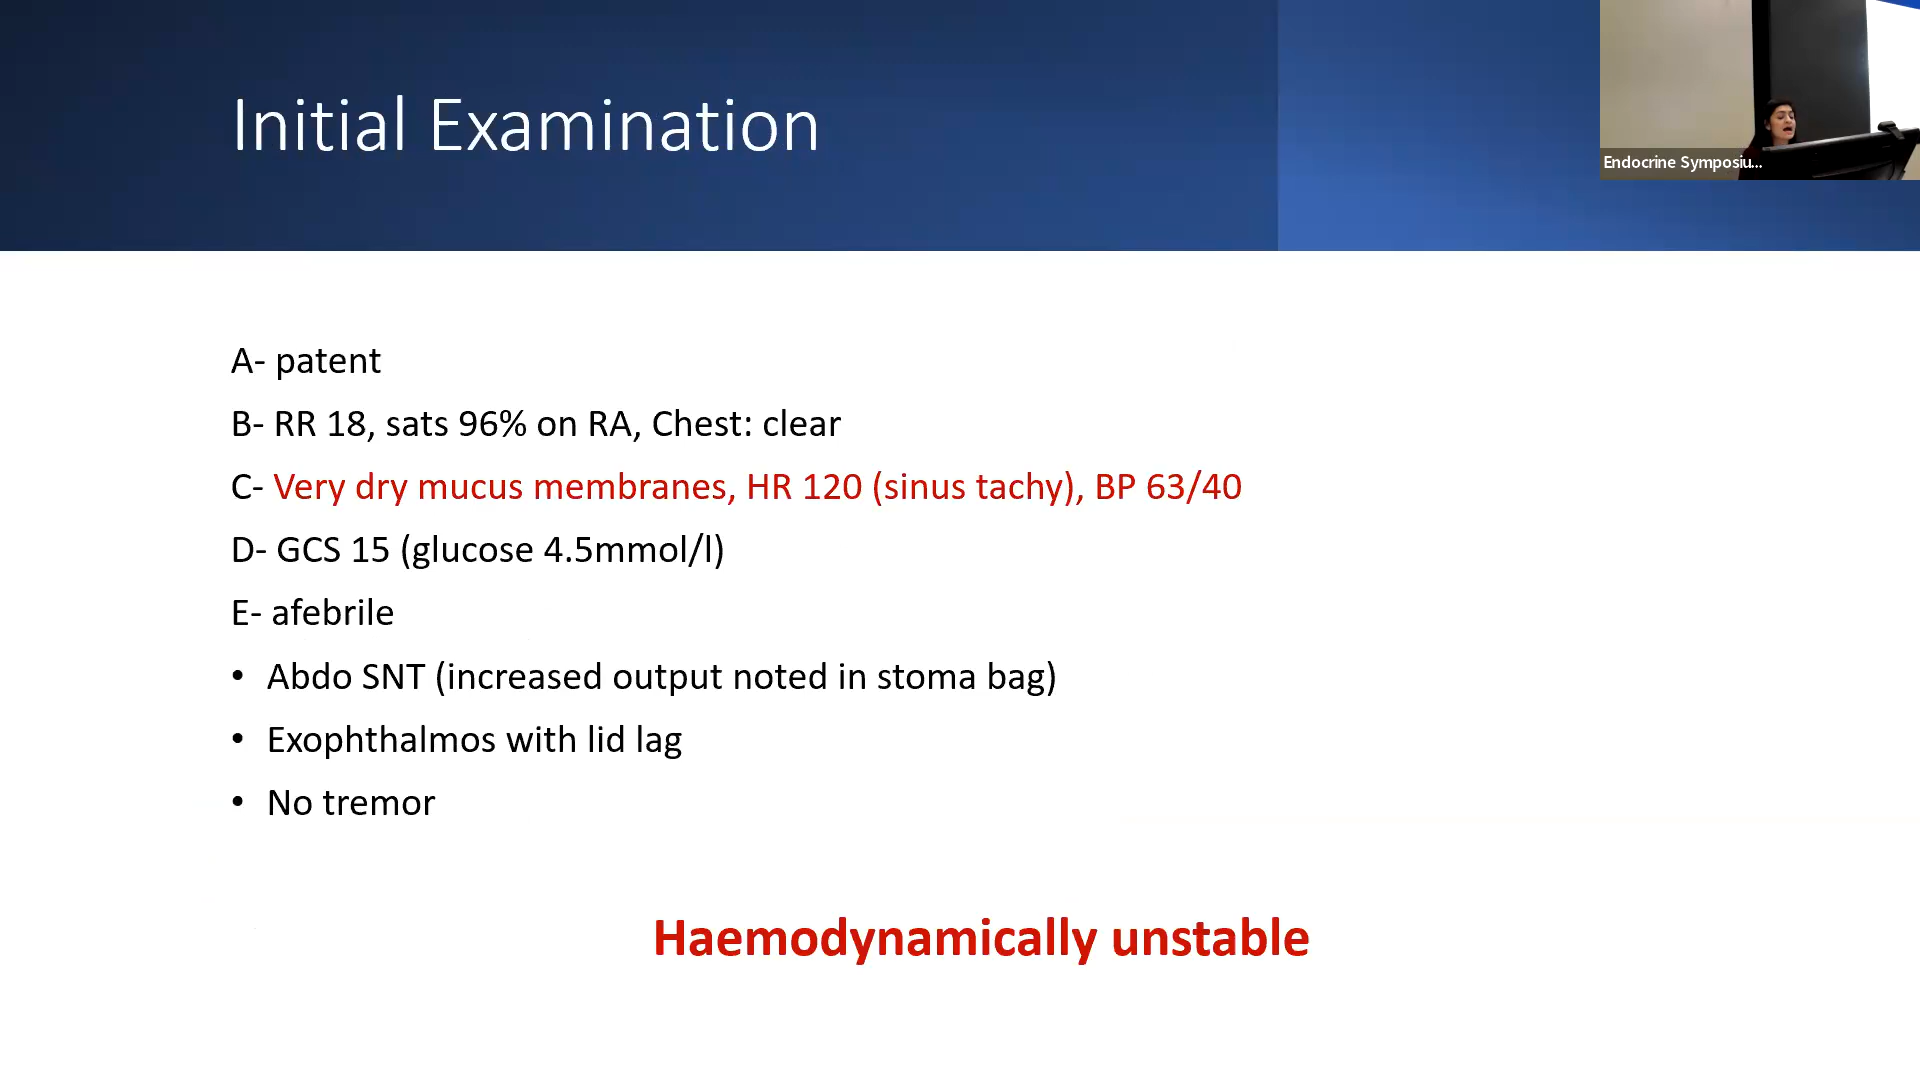 Initial Examination
Endocrine Symposiu...
A- patent
B- RR 18, sats 96% on RA, Chest: clear
C- Very dry mucus membranes, HR 120 (sinus tachy), BP 63/40
D- GCS 15 (glucose 4.5mmol/l)
E- afebrile
• Abdo SNT (increased output noted in stoma bag)
• Exophthalmos with lid lag
• No tremor
Haemodynamically unstable